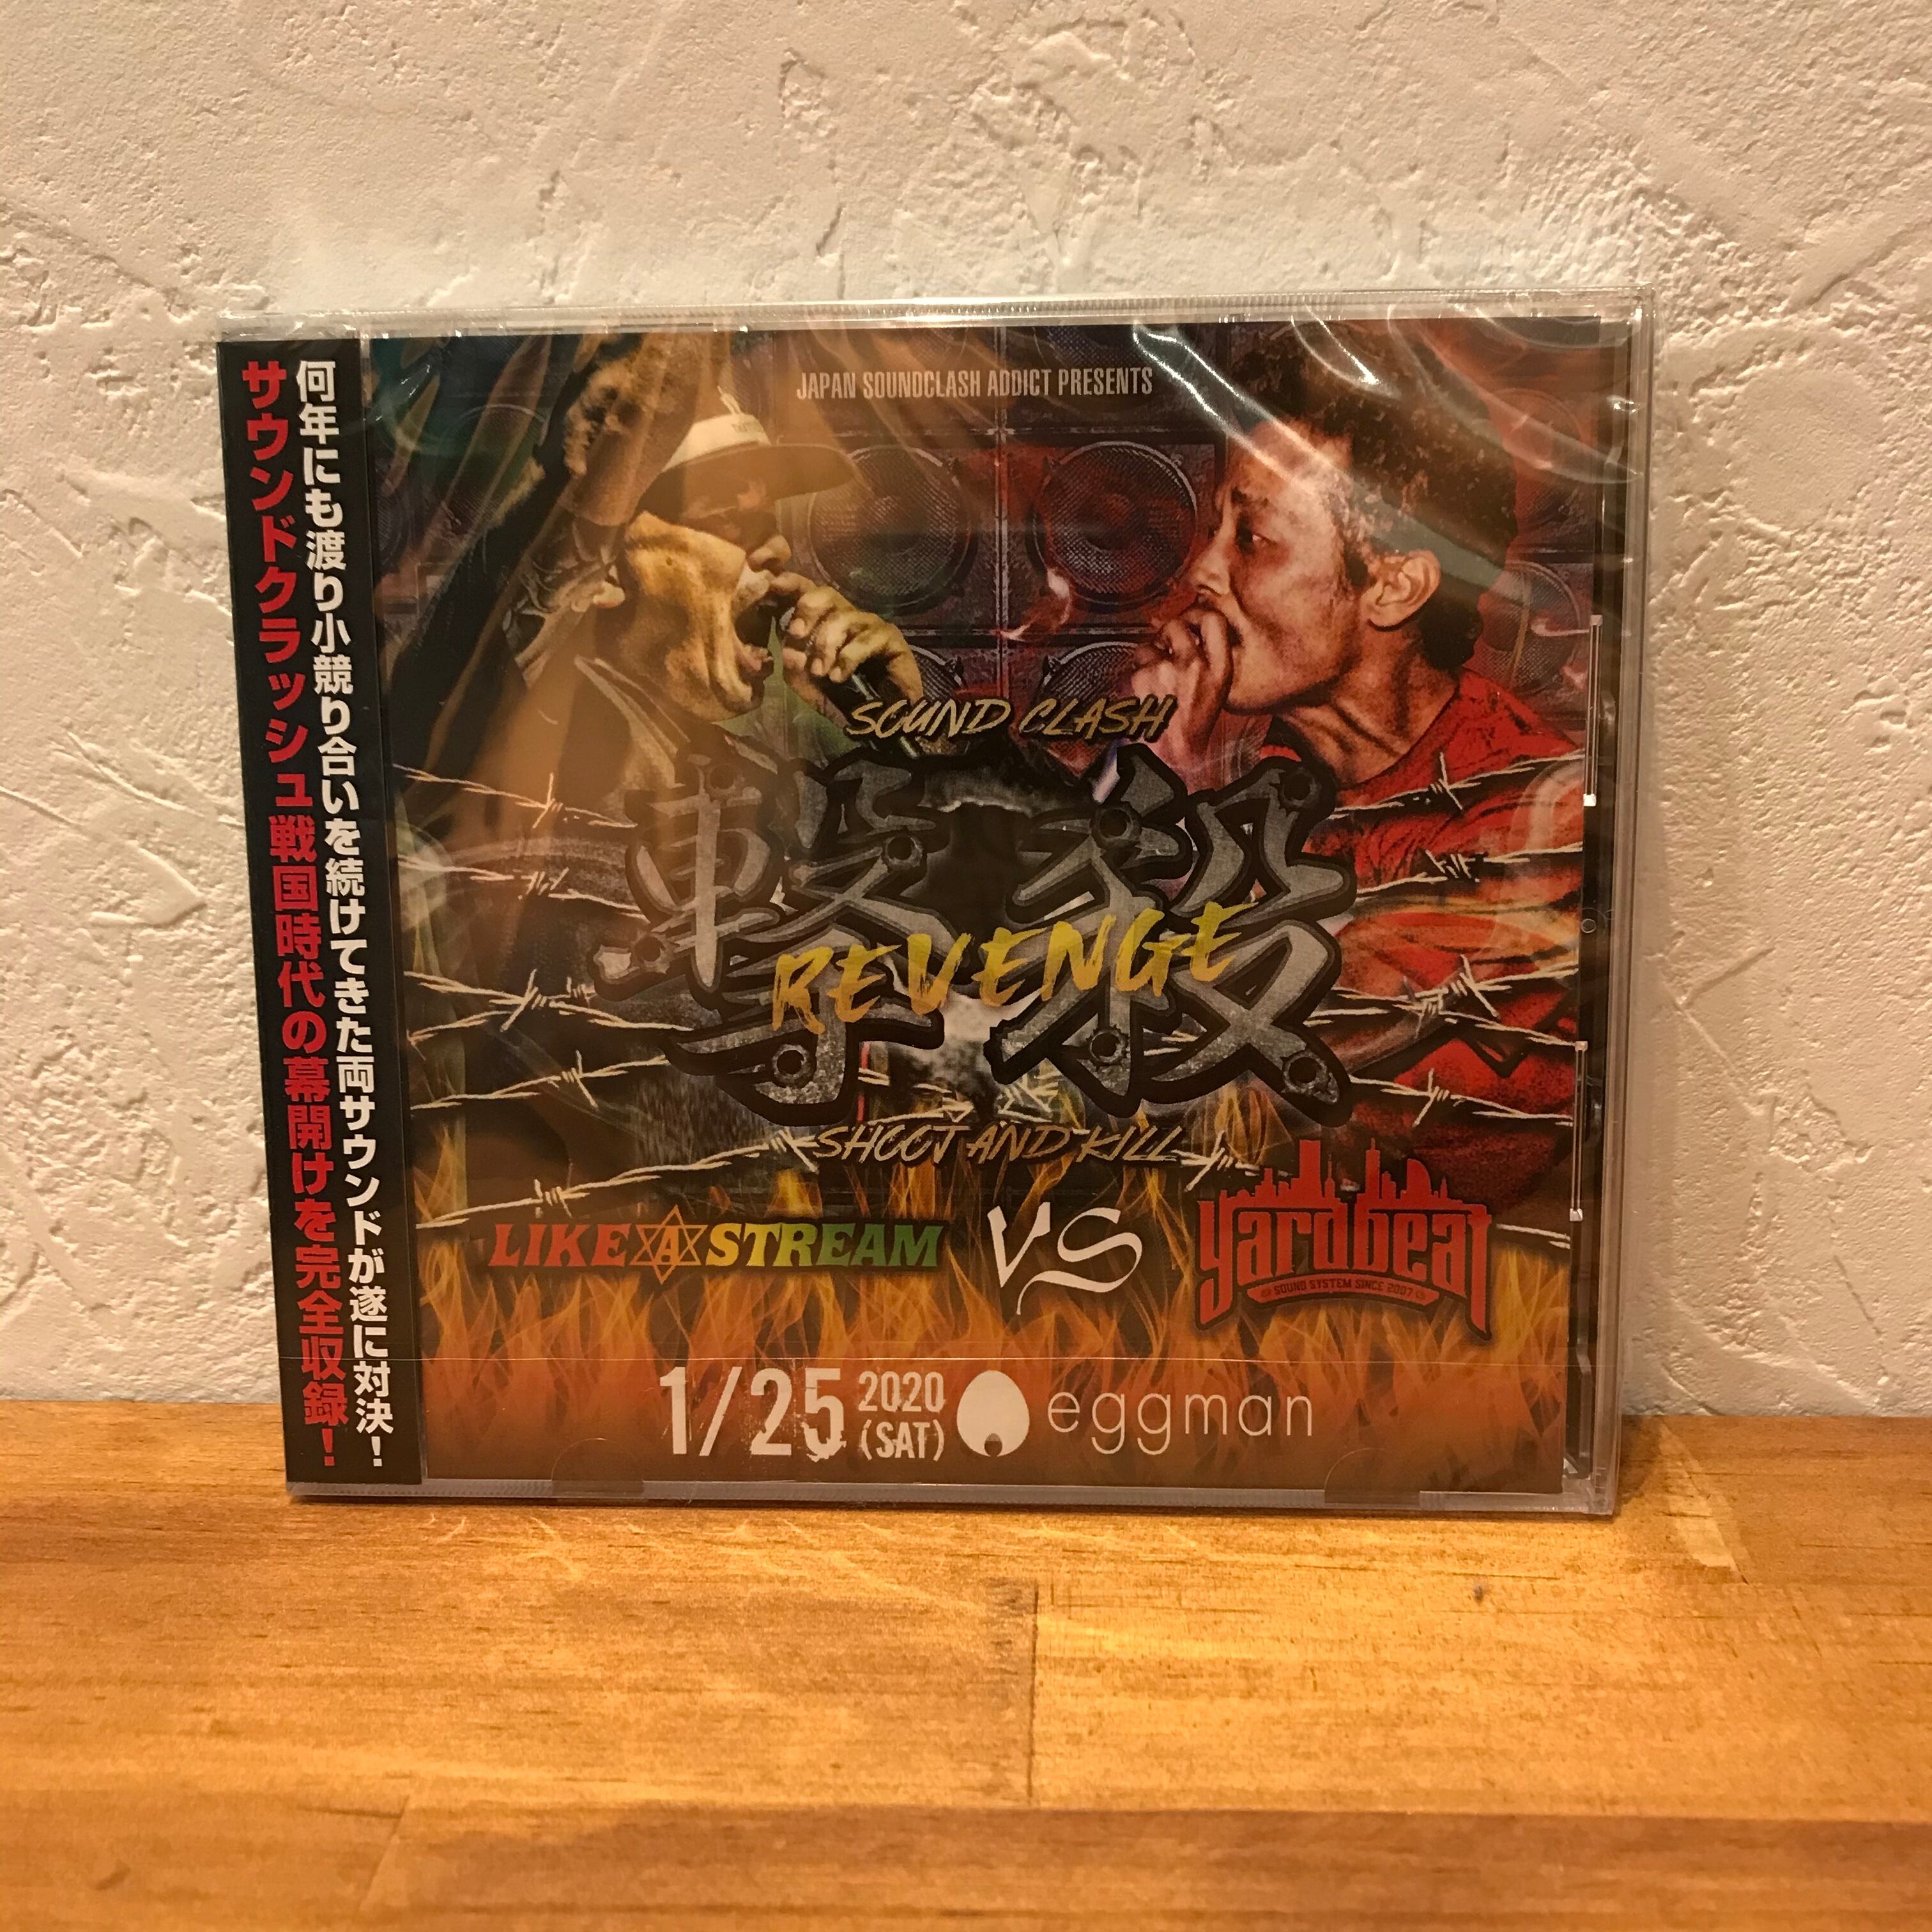 何年にも渡り小競り合いを続けてきた両サウンドが遂に対決!
サウンドクラッシュ戦国時代の幕開けを完全収録!
JAPAN SOUNDCLASH ADDICT PRESENTS
SOUND CLASH
撃殺
REVENGE
SHOOT AND KILL
LIKE A STREAM VS yardbeat
SOUND SYSTEM SINCE 2007
1/25 2020 (SAT) eggman